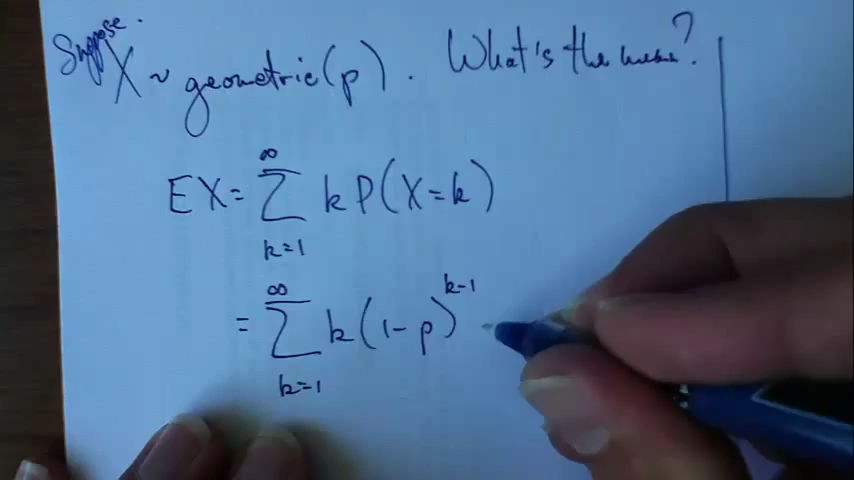 Suppose.
X ~ geometric(p). What's the mean?
EX = ∞∑k=1 k P(X=k)
= ∞∑k=1 k(1-p)^k-1